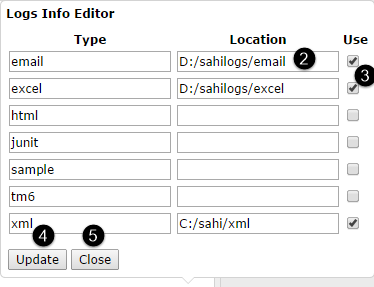 Logs Info Editor
Type Location Use
email D:/sahilogs/email 2
excel D:/sahilogs/excel 3
html
junit
sample
tm6
xml C:/sahi/xml
4 5
Update Close